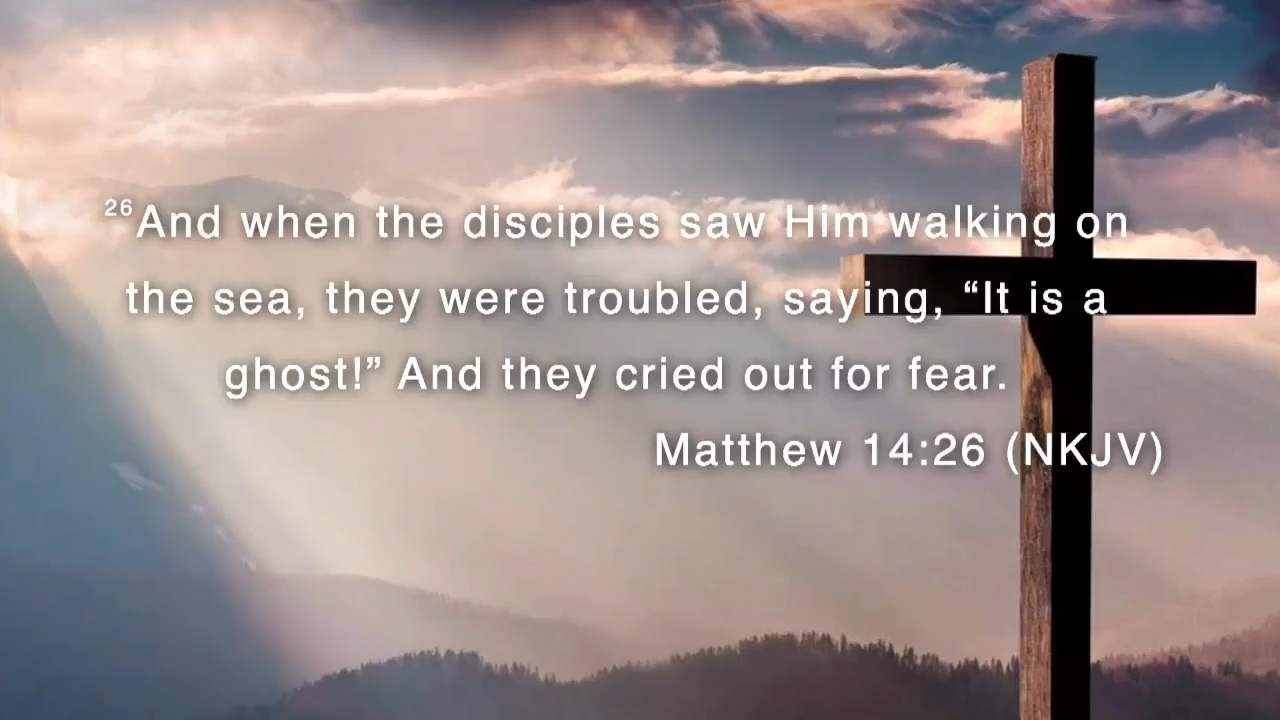 26And when the disciples saw Him walking on
the sea, they were troubled, saying, “It is a
ghost!” And they cried out for fear.
Matthew 14:26 (NKJV)